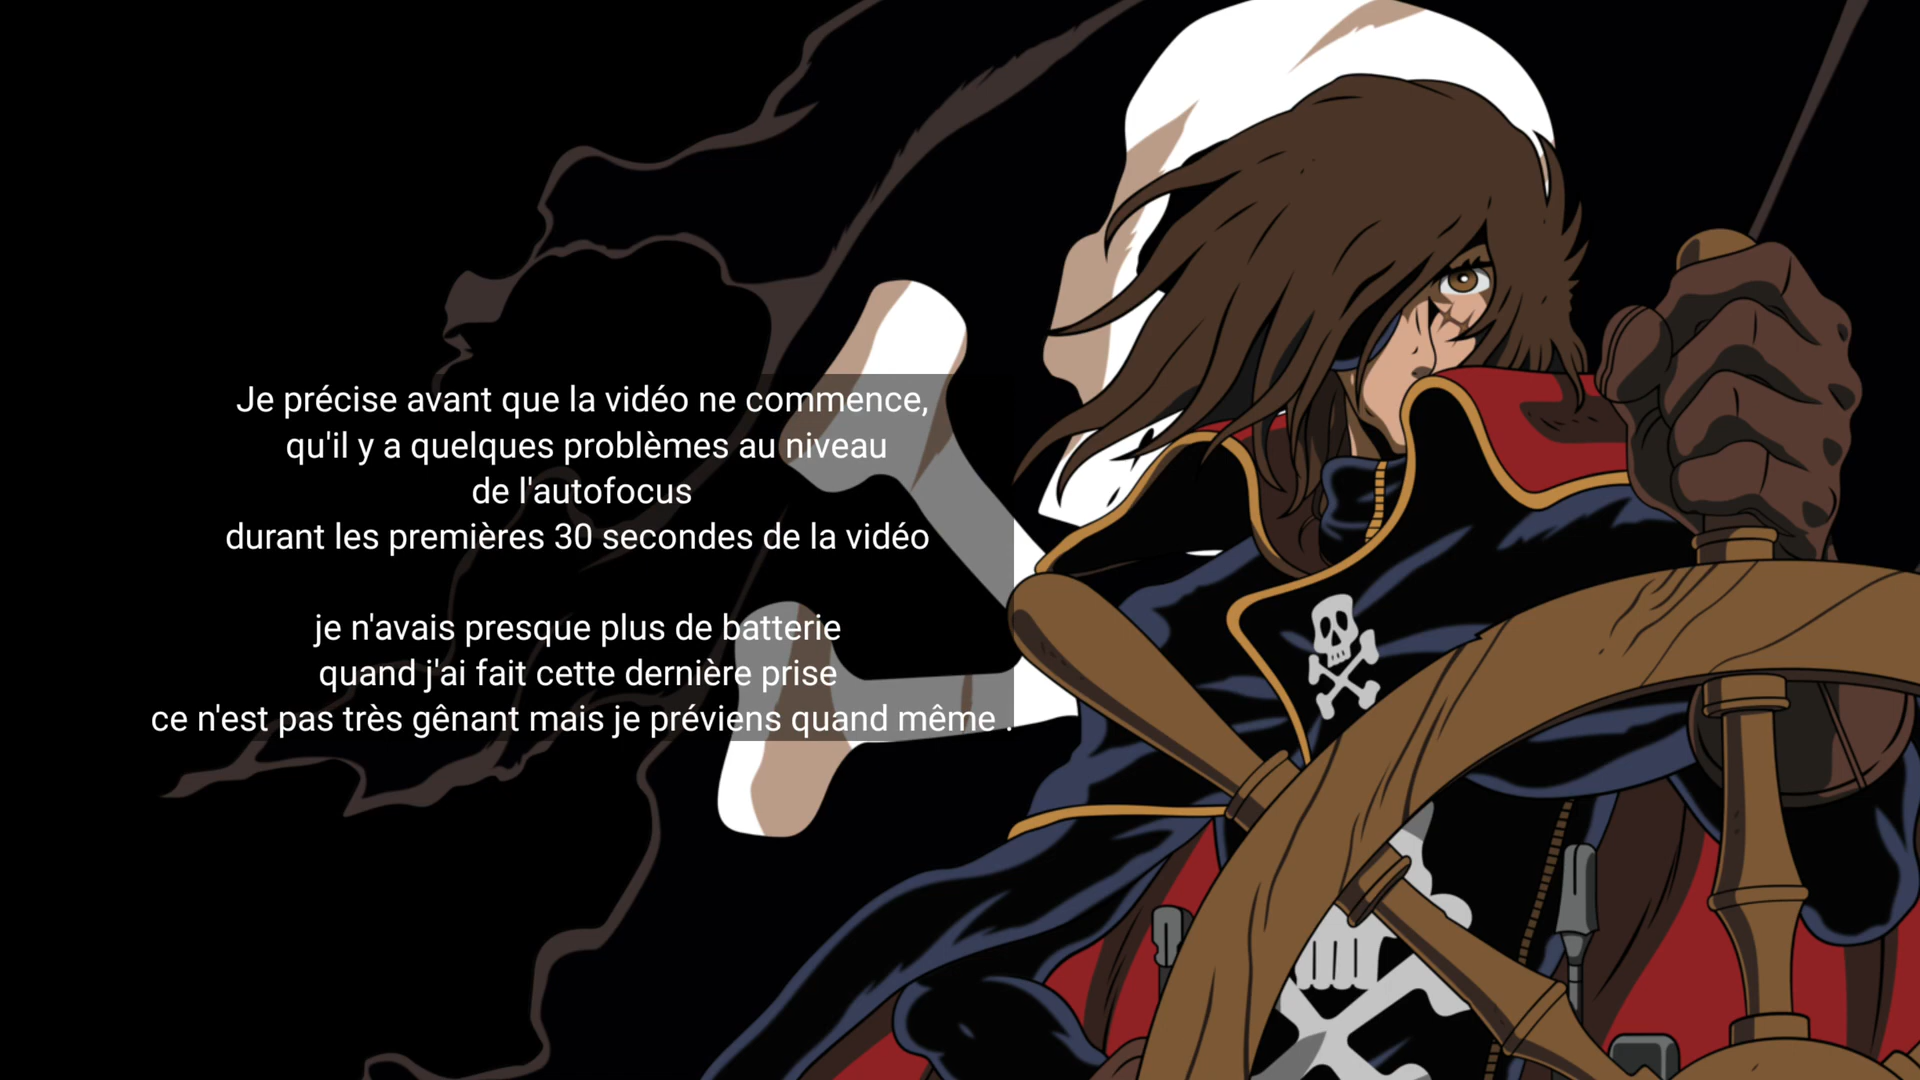 Je précise avant que la vidéo ne commence,
qu'il y a quelques problèmes au niveau
de l'autofocus
durant les premières 30 secondes de la vidéo
je n'avais presque plus de batterie
quand j'ai fait cette dernière prise
ce n'est pas très gênant mais je préviens quand même .